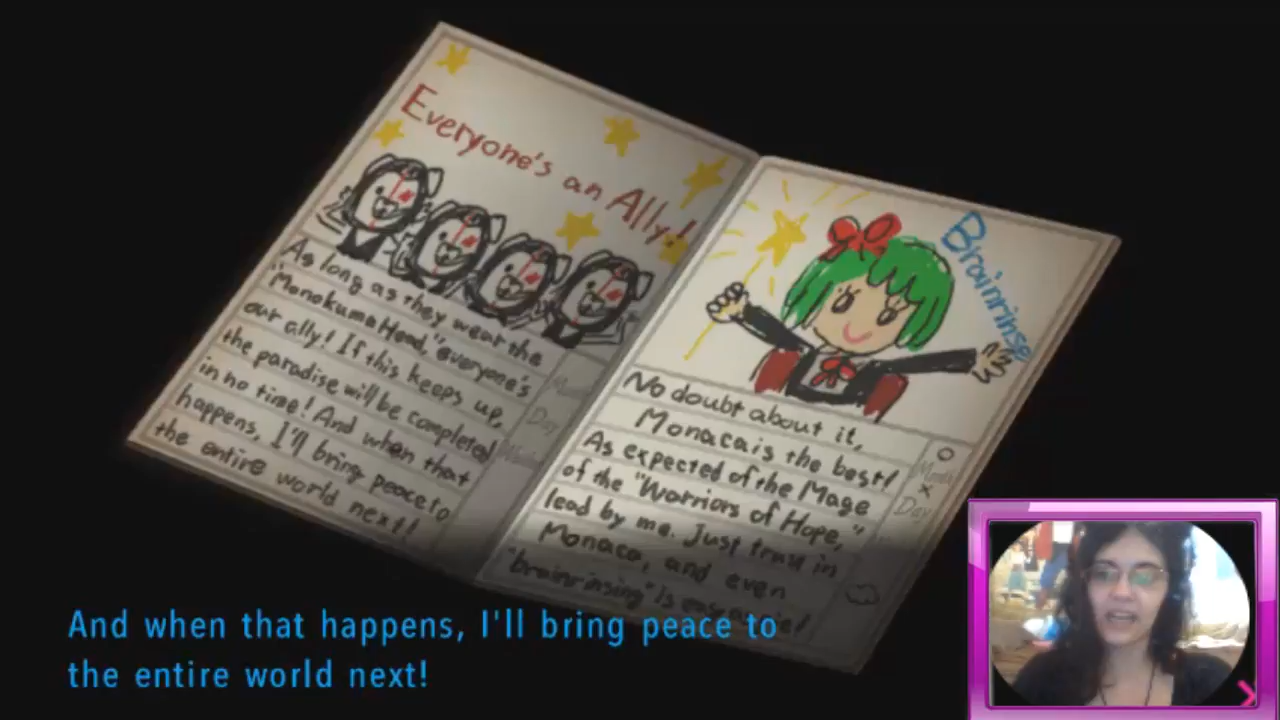 Everyone's an Ally!
As long as they wear the
"Monokuma Head," everyone's
our ally! If this keeps up,
the paradise will be completed
in no time! And when that
happens, I'll bring peace to
the entire world next!
Day
Brainrinse
No doubt about it,
Monaca is the best!
As expected of the Mage
of the "Warriors of Hope,"
lead by me. Just trust in
Monaca, and even
"brainrinsing" is easy
Month
Day
And when that happens, I'll bring peace to
the entire world next!